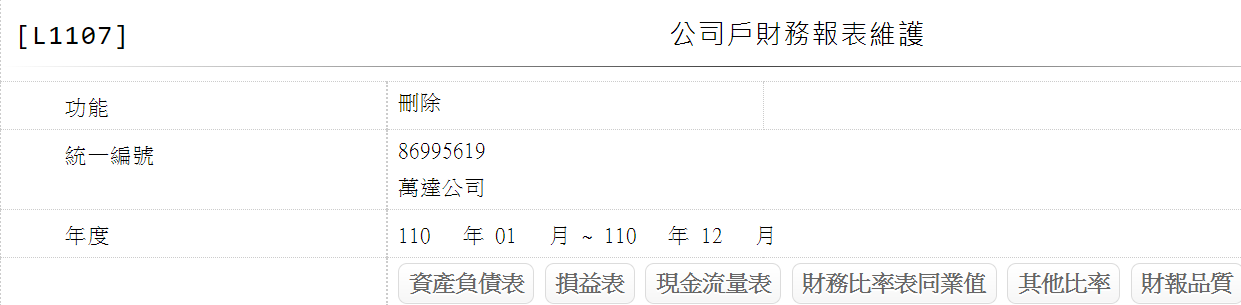 [L1107] 公司戶財務報表維護
功能 刪除
統一編號 86995619
萬達公司
年度 110 年 01 月 ~ 110 年 12 月
資產負債表 損益表 現金流量表 財務比率表同業值 其他比率 財報品質